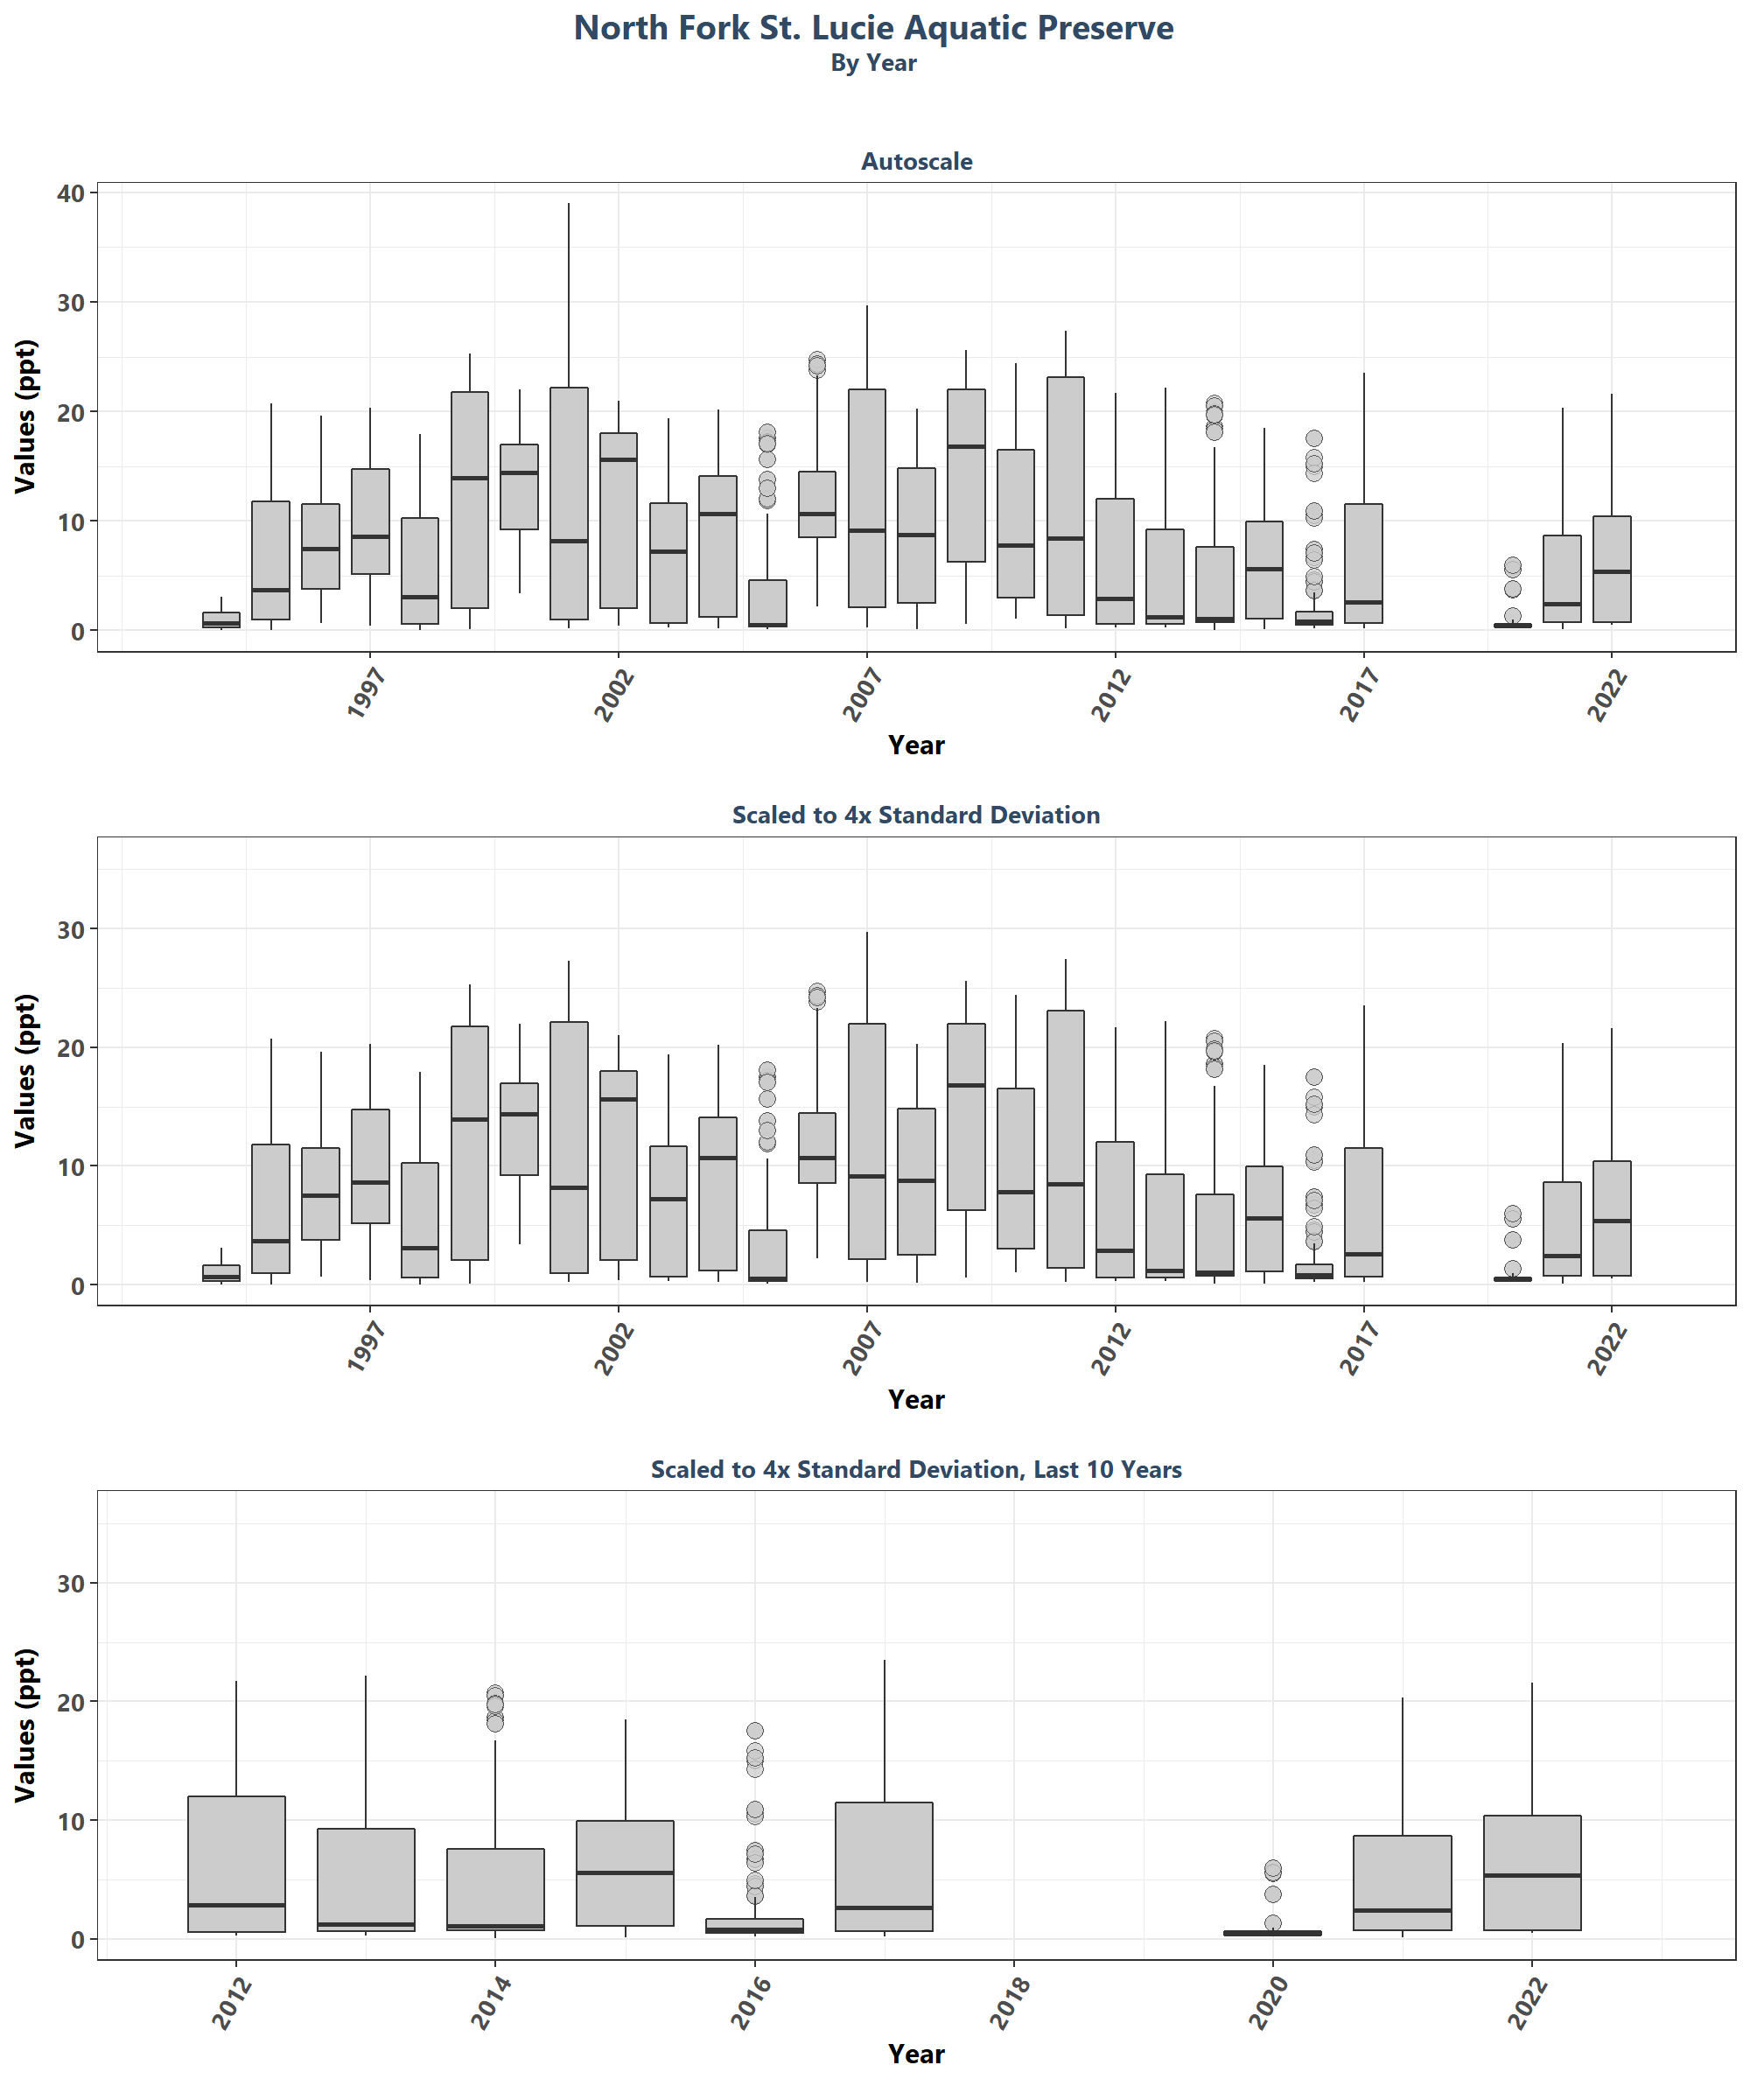 North Fork St. Lucie Aquatic Preserve
By Year
Autoscale
40
30
20
10
0
Values (ppt)
1997 2002 2007 2012 2017 2022
Year
Scaled to 4x Standard Deviation
30
20
10
0
Values (ppt)
1997 2002 2007 2012 2017 2022
Year
Scaled to 4x Standard Deviation, Last 10 Years
30
20
10
0
Values (ppt)
2012 2014 2016 2018 2020 2022
Year